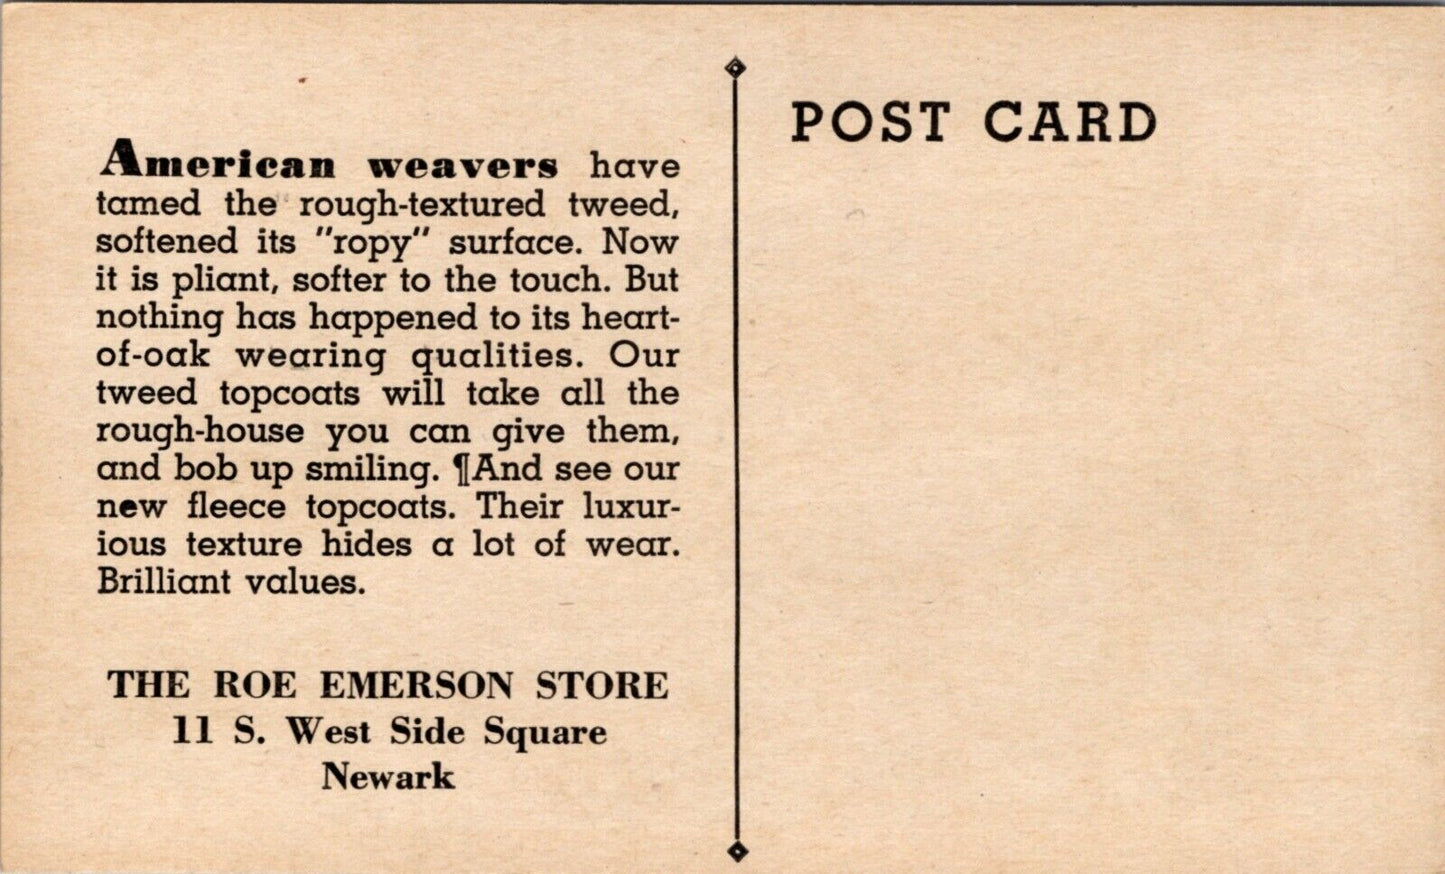 American weavers have
tamed the rough-textured tweed,
softened its "ropy" surface. Now
it is pliant, softer to the touch. But
nothing has happened to its heart-
of-oak wearing qualities. Our
tweed topcoats will take all the
rough-house you can give them,
and bob up smiling. ¶And see our
new fleece topcoats. Their luxur-
ious texture hides a lot of wear.
Brilliant values.
THE ROE EMERSON STORE
11 S. West Side Square
Newark
POST CARD